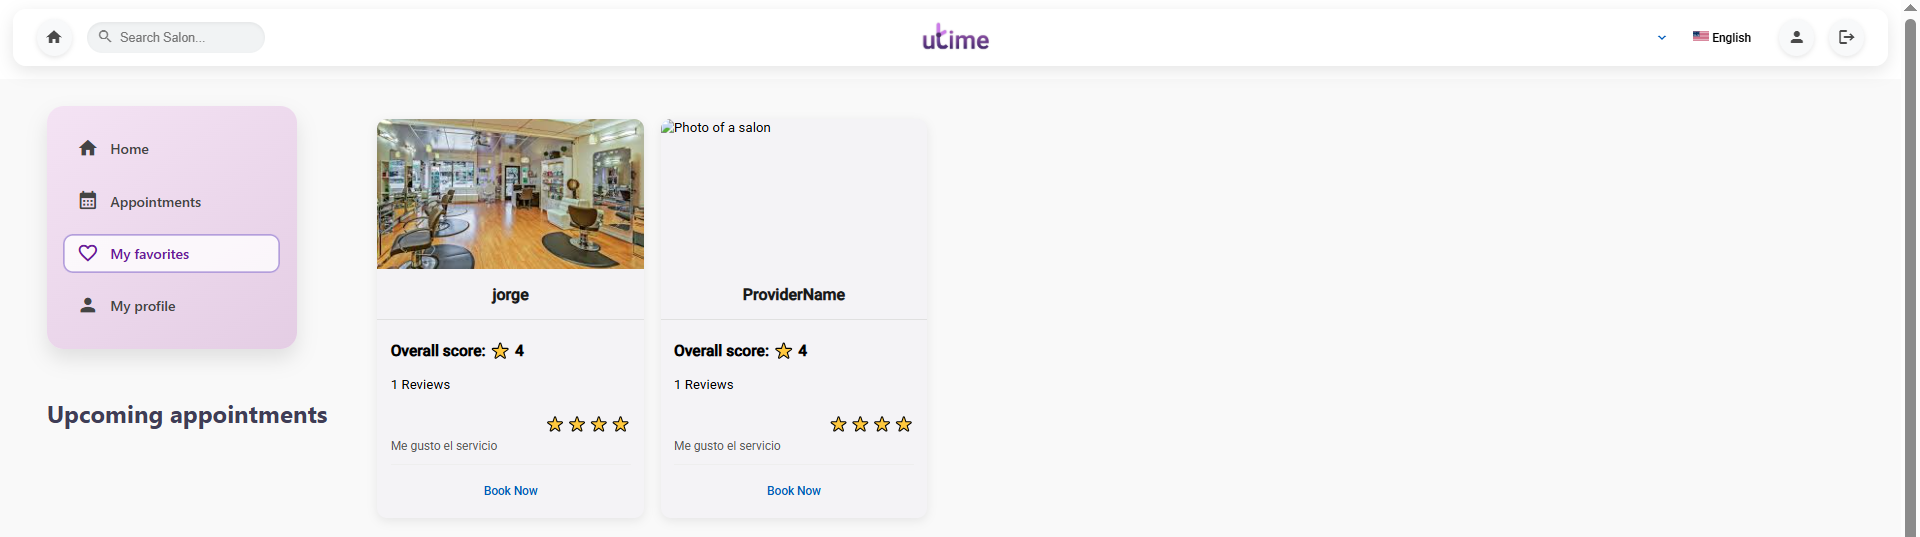 Search Salon...
utime
English
Home
Appointments
My favorites
My profile
Upcoming appointments
jorge
Overall score: 4
1 Reviews
Me gusto el servicio
Book Now
Photo of a salon
ProviderName
Overall score: 4
1 Reviews
Me gusto el servicio
Book Now